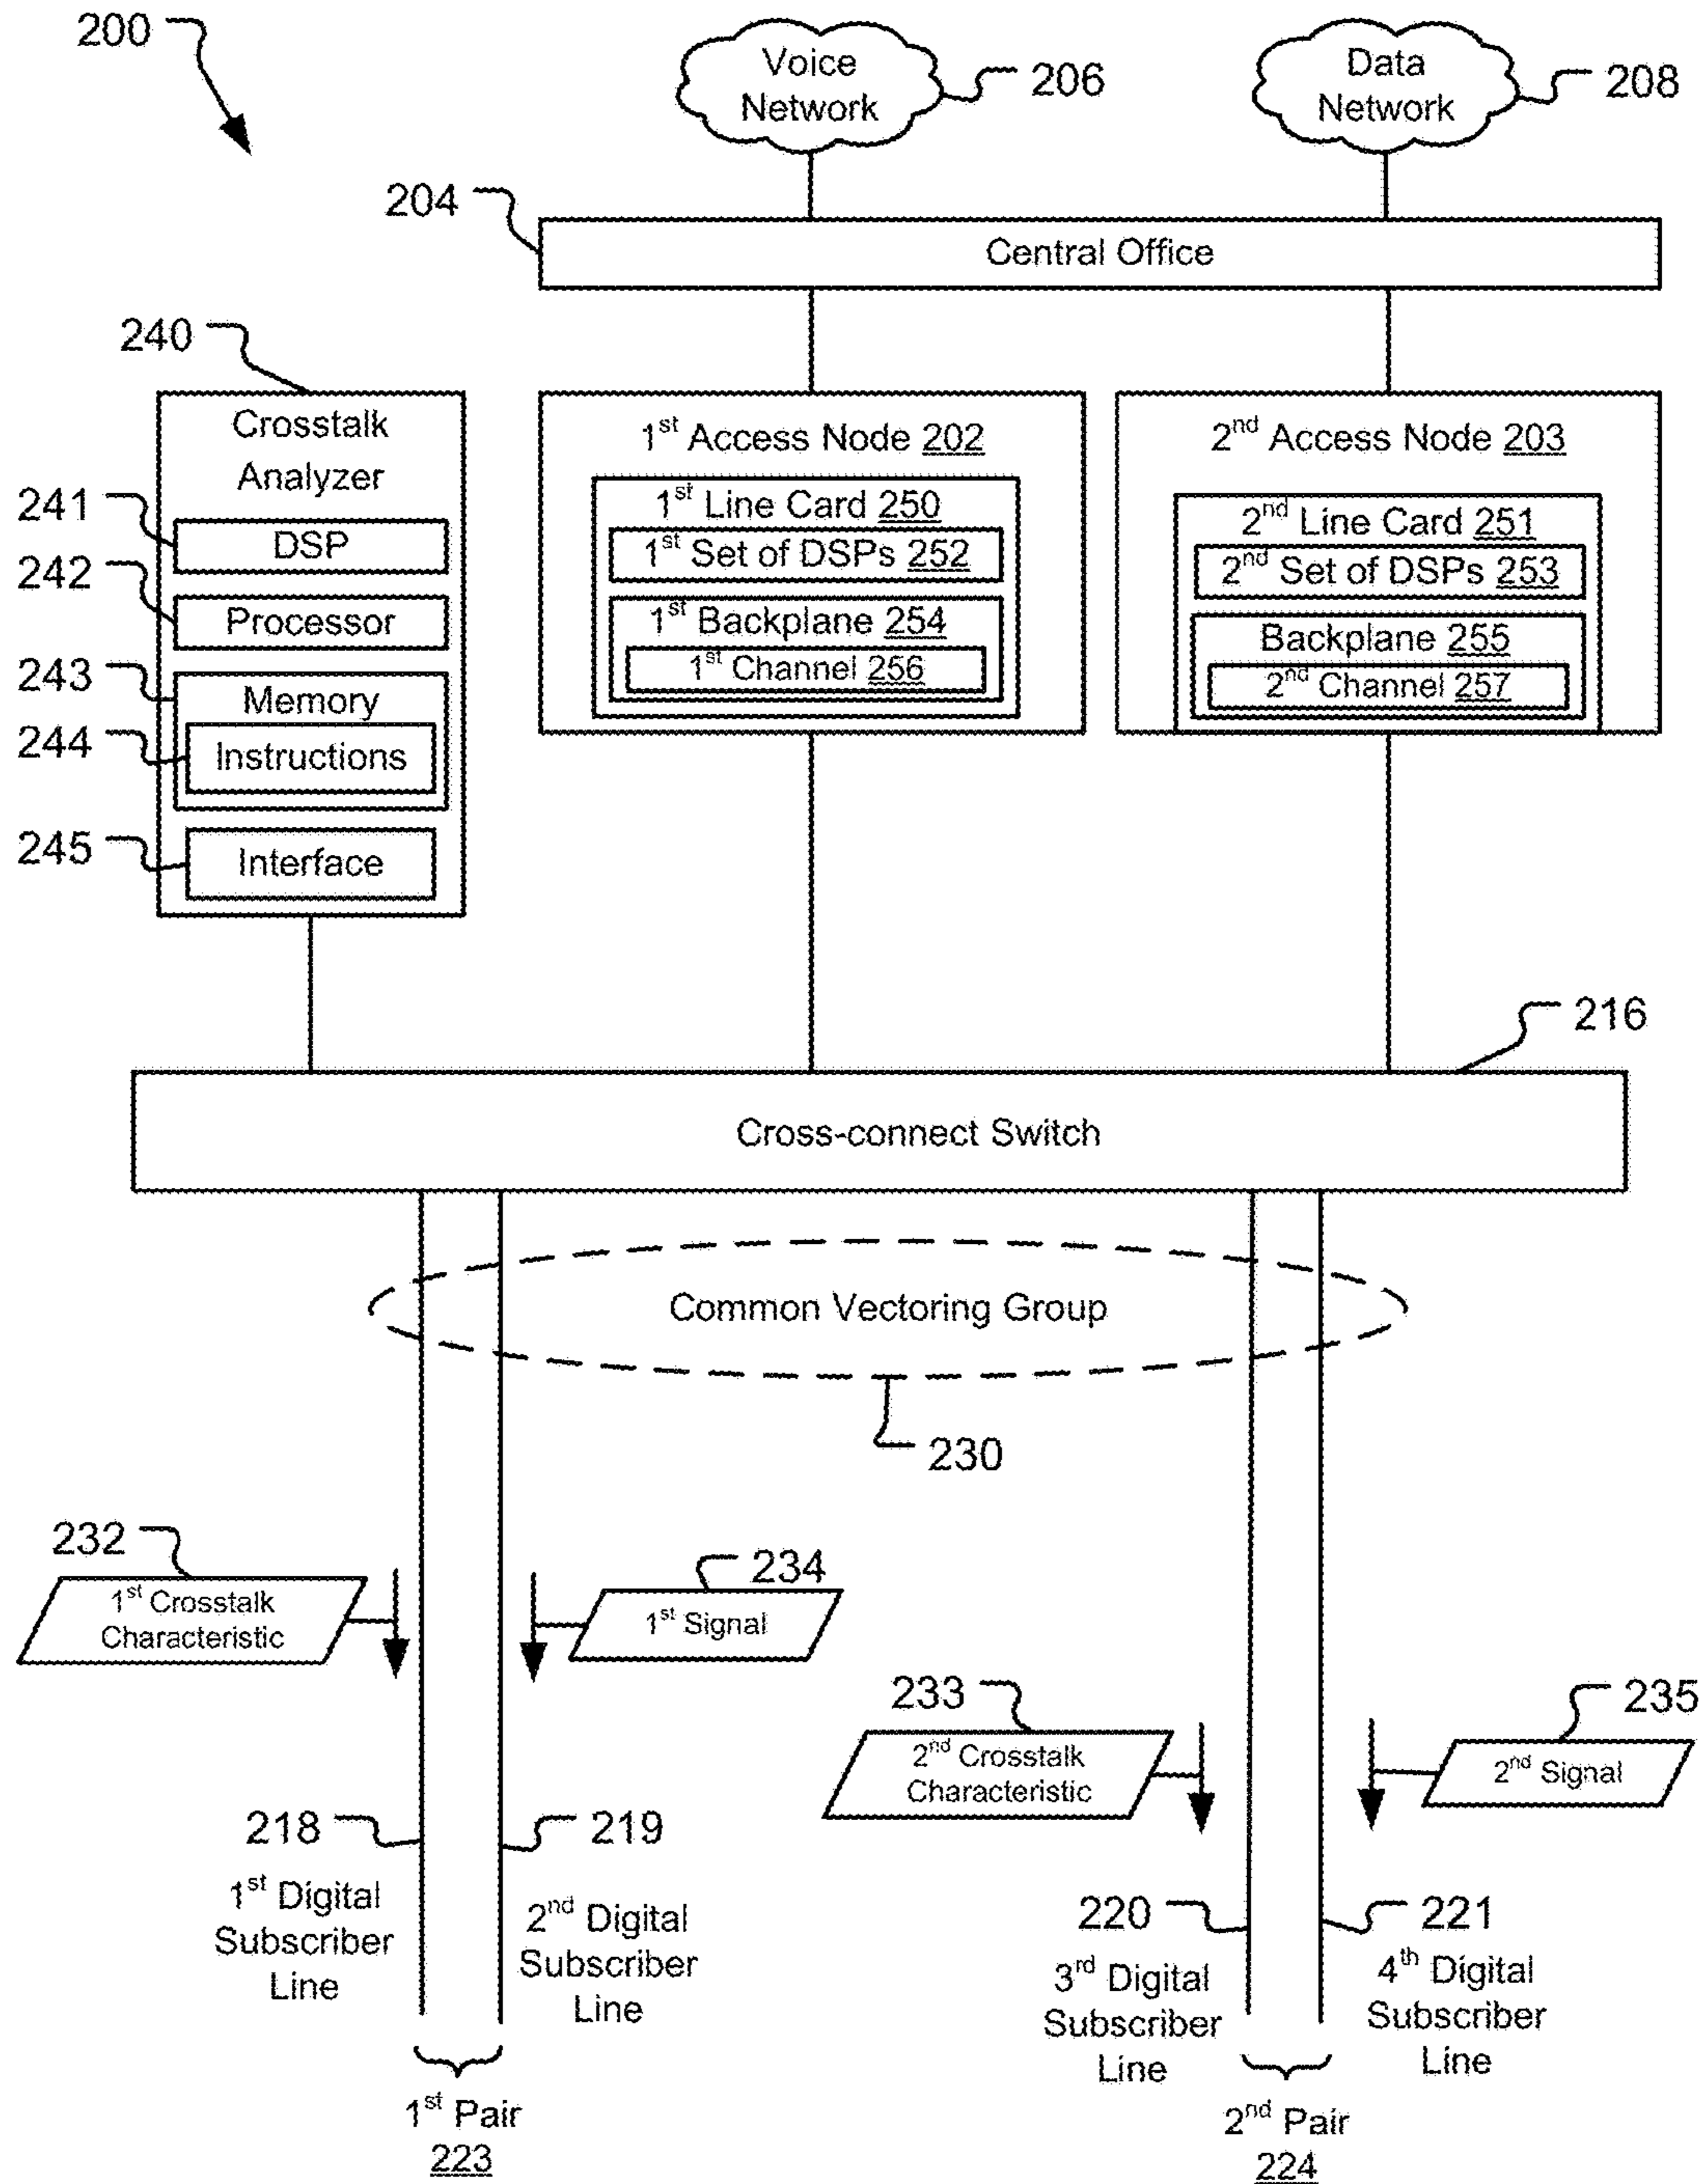 200
Voice
Network
206
Data
Network
208
204
Central Office
240
Crosstalk
Analyzer
241
DSP
242
Processor
243
Memory
244
Instructions
245
Interface
1st Access Node 202
1st Line Card 250
1st Set of DSPs 252
1st Backplane 254
1st Channel 256
2nd Access Node 203
2nd Line Card 251
2nd Set of DSPs 253
Backplane 255
2nd Channel 257
216
Cross-connect Switch
Common Vectoring Group
230
232
1st Crosstalk
Characteristic
234
1st Signal
233
2nd Crosstalk
Characteristic
235
2nd Signal
218
1st Digital
Subscriber
Line
219
2nd Digital
Subscriber
Line
220
3rd Digital
Subscriber
Line
221
4th Digital
Subscriber
Line
1st Pair
223
2nd Pair
224